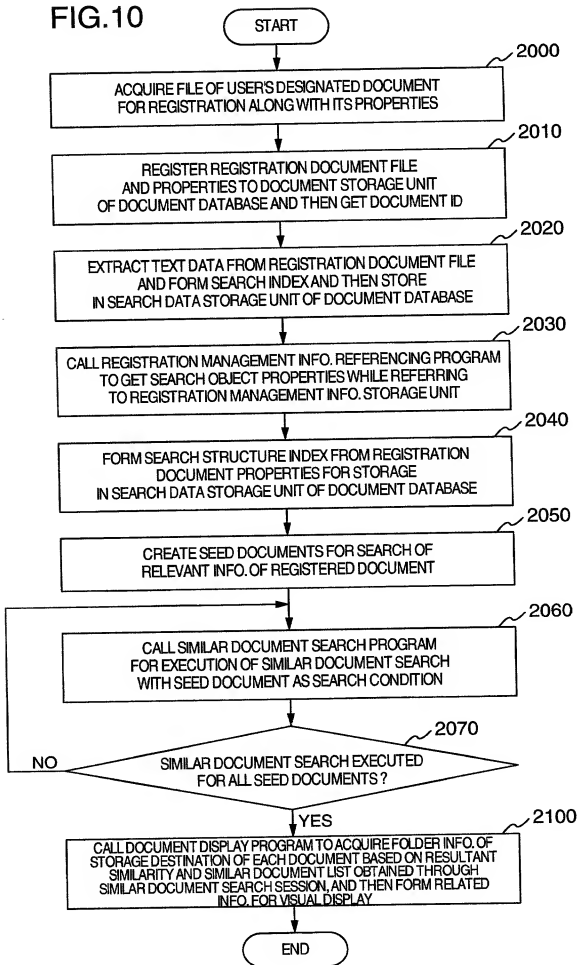 FIG.10
START
2000
ACQUIRE FILE OF USER'S DESIGNATED DOCUMENT
FOR REGISTRATION ALONG WITH ITS PROPERTIES
2010
REGISTER REGISTRATION DOCUMENT FILE
AND PROPERTIES TO DOCUMENT STORAGE UNIT
OF DOCUMENT DATABASE AND THEN GET DOCUMENT ID
2020
EXTRACT TEXT DATA FROM REGISTRATION DOCUMENT FILE
AND FORM SEARCH INDEX AND THEN STORE
IN SEARCH DATA STORAGE UNIT OF DOCUMENT DATABASE
2030
CALL REGISTRATION MANAGEMENT INFO. REFERENCING PROGRAM
TO GET SEARCH OBJECT PROPERTIES WHILE REFERRING
TO REGISTRATION MANAGEMENT INFO. STORAGE UNIT
2040
FORM SEARCH STRUCTURE INDEX FROM REGISTRATION
DOCUMENT PROPERTIES FOR STORAGE
IN SEARCH DATA STORAGE UNIT OF DOCUMENT DATABASE
2050
CREATE SEED DOCUMENTS FOR SEARCH OF
RELEVANT INFO. OF REGISTERED DOCUMENT
2060
CALL SIMILAR DOCUMENT SEARCH PROGRAM
FOR EXECUTION OF SIMILAR DOCUMENT SEARCH
WITH SEED DOCUMENT AS SEARCH CONDITION
2070
NO
SIMILAR DOCUMENT SEARCH EXECUTED
FOR ALL SEED DOCUMENTS ?
YES
2100
CALL DOCUMENT DISPLAY PROGRAM TO ACQUIRE FOLDER INFO. OF
STORAGE DESTINATION OF EACH DOCUMENT BASED ON RESULTANT
SIMILARITY AND SIMILAR DOCUMENT LIST OBTAINED THROUGH
SIMILAR DOCUMENT SEARCH SESSION, AND THEN FORM RELATED
INFO. FOR VISUAL DISPLAY
END